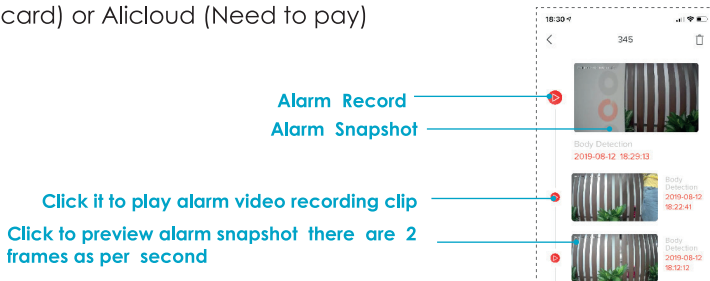 card) or Alicloud (Need to pay)
18:30
345
Alarm Record
Alarm Snapshot
Body Detection
2019-08-12 18:29:13
Click it to play alarm video recording clip
Body
Detection
2019-08-12
18:22:41
Click to preview alarm snapshot there are 2
frames as per second
Body
Detection
2019-08-12
18:12:12